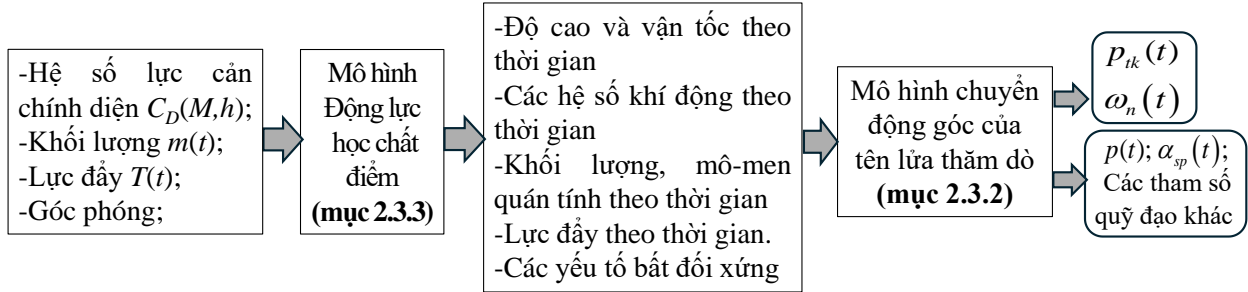 -Hệ số lực cản
chính diện C_D(M,h);
-Khối lượng m(t);
-Lực đẩy T(t);
-Góc phóng;
Mô hình
Động lực
học chất
điểm
(mục 2.3.3)
-Độ cao và vận tốc theo
thời gian
-Các hệ số khí động theo
thời gian
-Khối lượng, mô-men
quán tính theo thời gian
-Lực đẩy theo thời gian.
-Các yếu tố bất đối xứng
Mô hình chuyển
động góc của
tên lửa thăm dò
(mục 2.3.2)
p_{tk}(t)
ω_n(t)
p(t); α_{sp}(t);
Các tham số
quỹ đạo khác